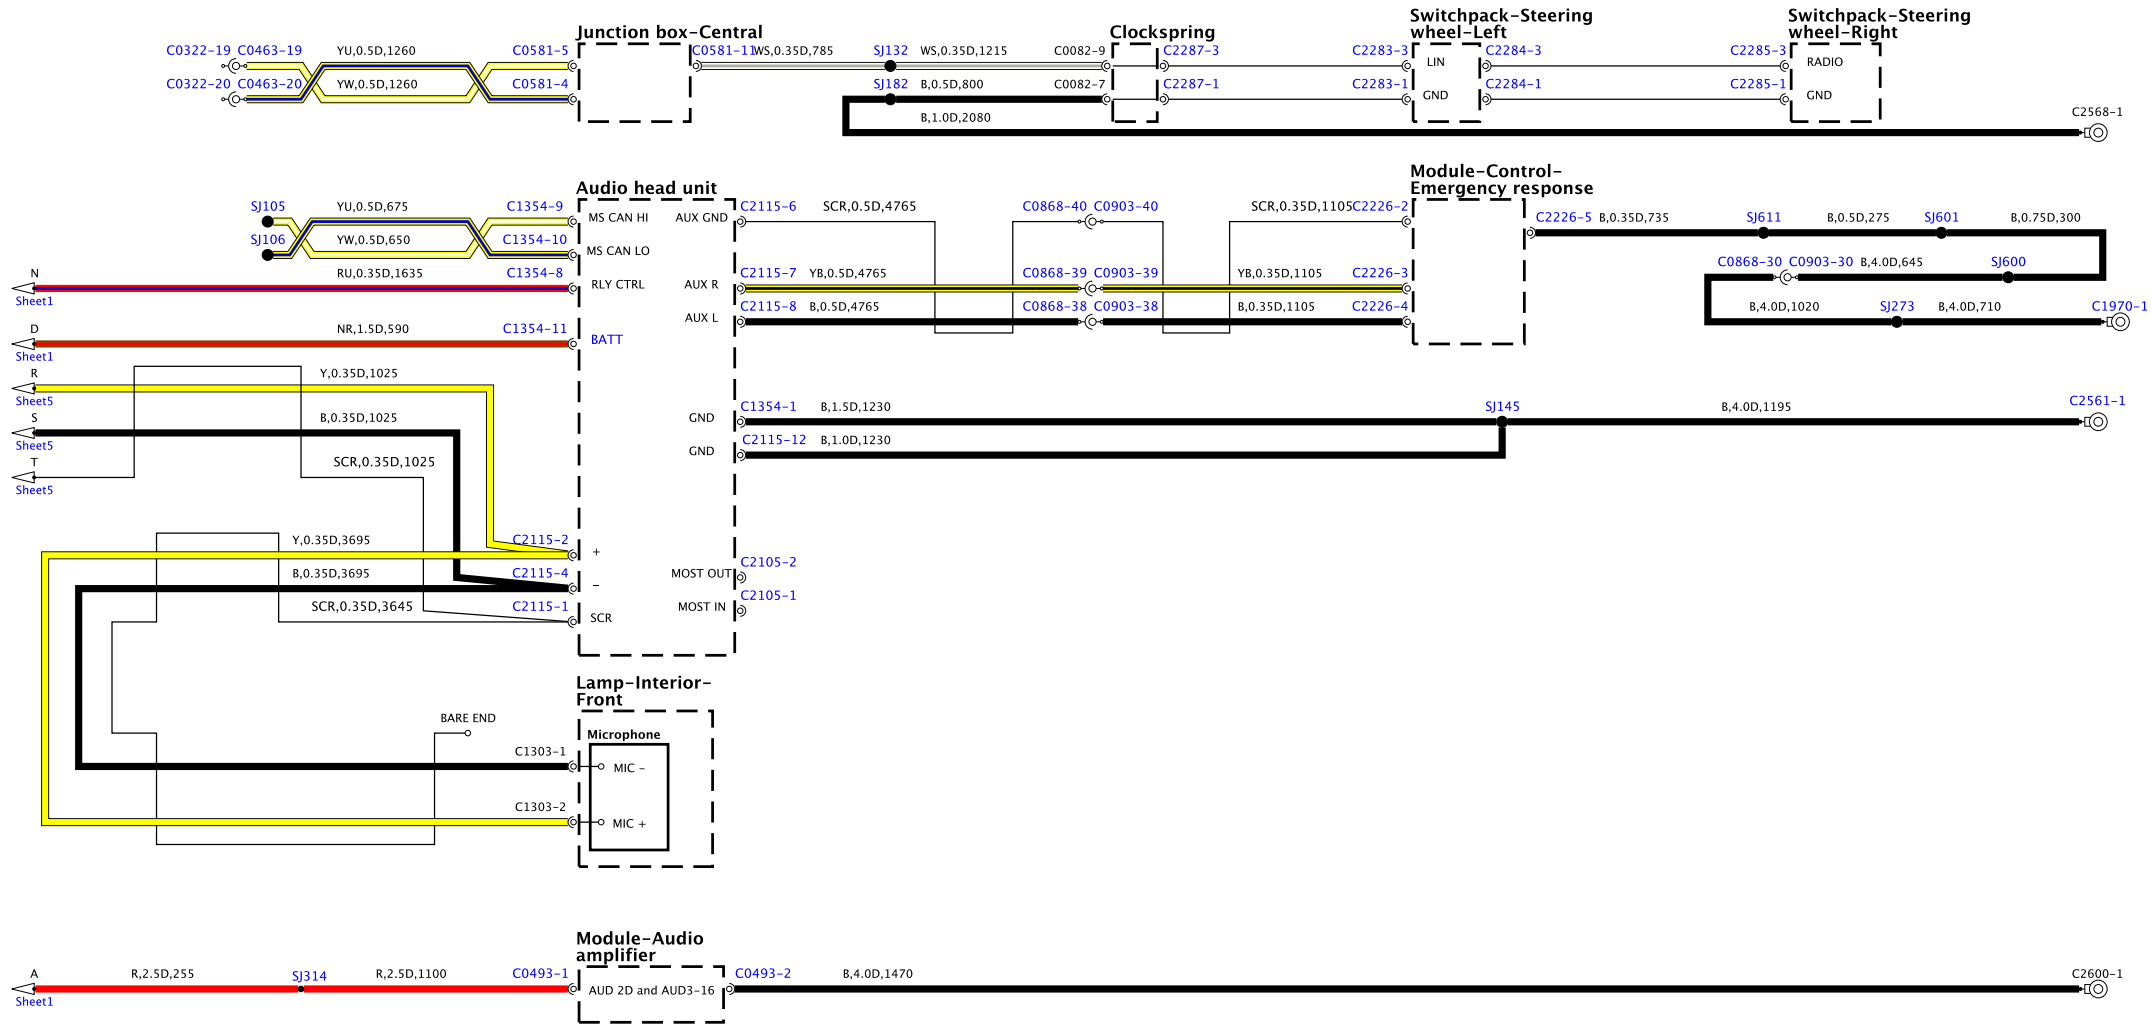 Switchpack-Steering
wheel-Left
Switchpack-Steering
wheel-Right
Junction box-Central
Clockspring
C0322-19 C0463-19 YU,0.5D,1260 C0581-5 C0581-11 WS,0.35D,785 SJ132 WS,0.35D,1215 C0082-9 C2287-3 C2283-3 LIN C2284-3 C2285-3 RADIO
C0322-20 C0463-20 YW,0.5D,1260 C0581-4 SJ182 B,0.5D,800 C0082-7 C2287-1 C2283-1 GND C2284-1 C2285-1 GND
B,1.0D,2080 C2568-1
Audio head unit
Module-Control-
Emergency response
SJ105 YU,0.5D,675 C1354-9 MS CAN HI AUX GND C2115-6 SCR,0.5D,4765 C0868-40 C0903-40 SCR,0.35D,1105 C2226-2
C2226-5 B,0.35D,735 SJ611 B,0.5D,275 SJ601 B,0.75D,300
SJ106 YW,0.5D,650 C1354-10 MS CAN LO
C0868-30 C0903-30 B,4.0D,645 SJ600
N RU,0.35D,1635 C1354-8 RLY CTRL AUX R C2115-7 YB,0.5D,4765 C0868-39 C0903-39 YB,0.35D,1105 C2226-3
Sheet1
AUX L C2115-8 B,0.5D,4765 C0868-38 C0903-38 B,0.35D,1105 C2226-4
B,4.0D,1020 SJ273 B,4.0D,710 C1970-1
D NR,1.5D,590 C1354-11 BATT
Sheet1
R Y,0.35D,1025
Sheet5
GND C1354-1 B,1.5D,1230 SJ145 B,4.0D,1195 C2561-1
S B,0.35D,1025
Sheet5
GND C2115-12 B,1.0D,1230
T SCR,0.35D,1025
Sheet5
Y,0.35D,3695 C2115-2 +
B,0.35D,3695 C2115-4 –
MOST OUT C2105-2
SCR,0.35D,3645 C2115-1 SCR
MOST IN C2105-1
Lamp-Interior-
Front
BARE END
Microphone
C1303-1 MIC -
C1303-2 MIC +
Module-Audio
amplifier
A R,2.5D,255 SJ314 R,2.5D,1100 C0493-1 AUD 2D and AUD3-16 C0493-2 B,4.0D,1470 C2600-1
Sheet1